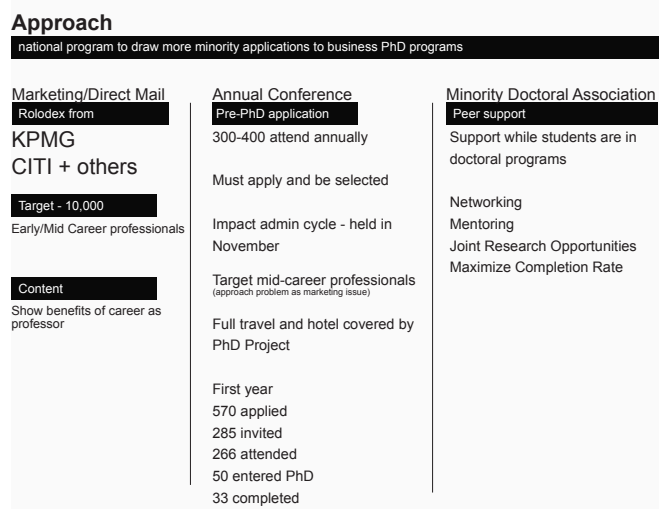 Approach
national program to draw more minority applications to business PhD programs
Marketing/Direct Mail
Rolodex from
KPMG
CITI + others
Target - 10,000
Early/Mid Career professionals
Content
Show benefits of career as
professor
Annual Conference
Pre-PhD application
300-400 attend annually
Must apply and be selected
Impact admin cycle - held in
November
Target mid-career professionals
(approach problem as marketing issue)
Full travel and hotel covered by
PhD Project
First year
570 applied
285 invited
266 attended
50 entered PhD
33 completed
Minority Doctoral Association
Peer support
Support while students are in
doctoral programs
Networking
Mentoring
Joint Research Opportunities
Maximize Completion Rate